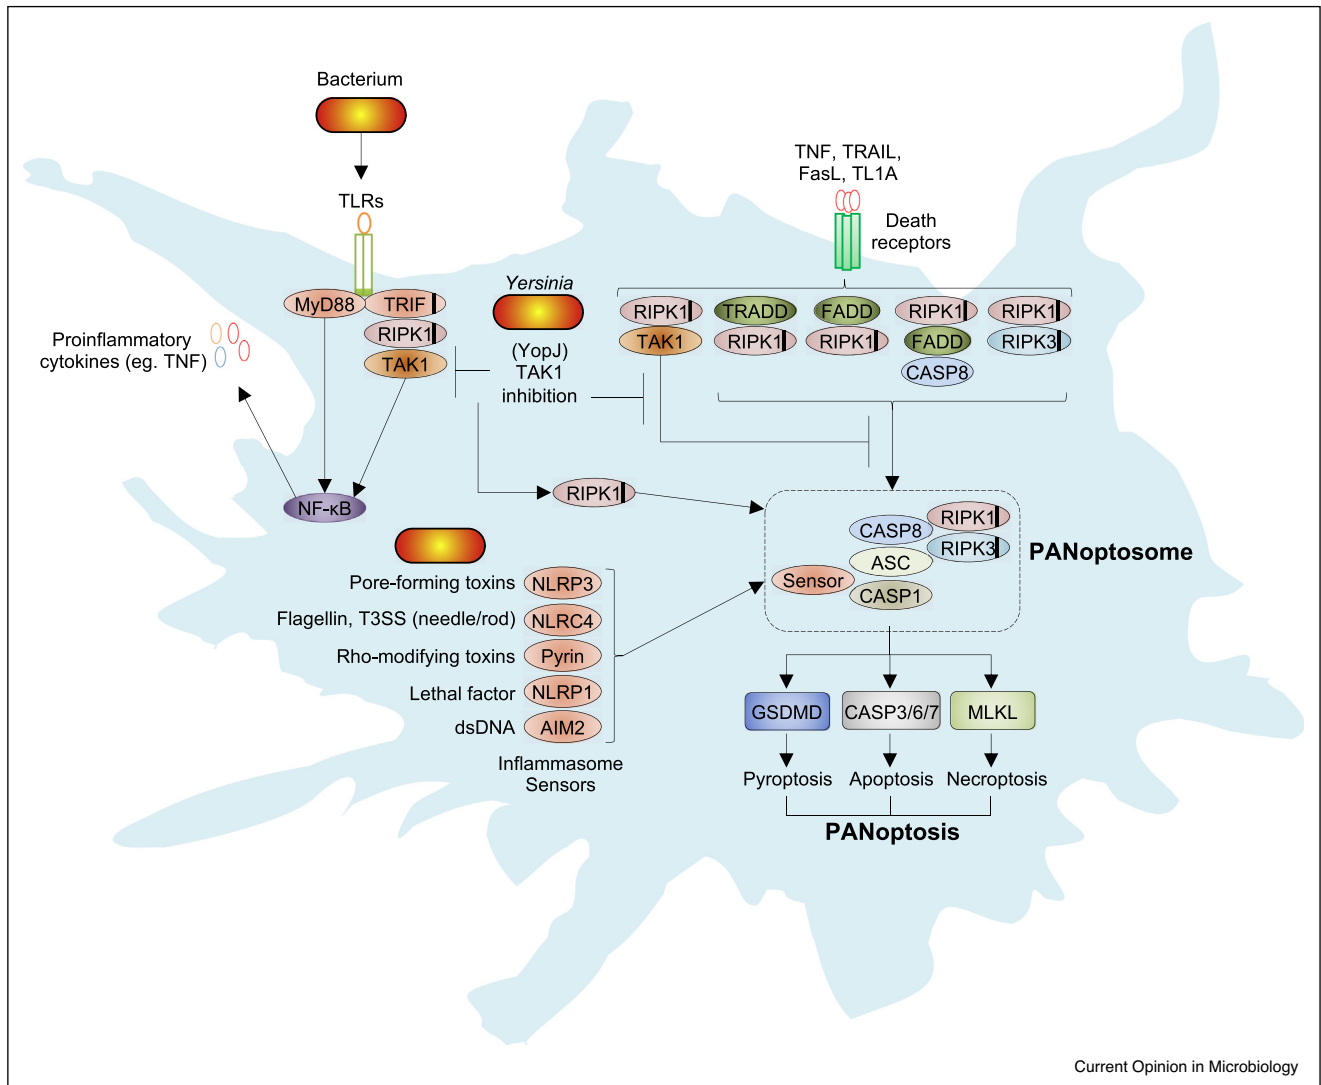 Bacterium
TLRs
MyD88
TRIF
RIPK1
TAK1
Proinflammatory
cytokines (eg. TNF)
NF-κB
Yersinia
(YopJ)
TAK1
inhibition
TNF, TRAIL,
FasL, TL1A
Death
receptors
RIPK1
TAK1
TRADD
RIPK1
FADD
RIPK1
RIPK1
FADD
CASP8
RIPK1
RIPK3
RIPK1
CASP8
RIPK1
RIPK3
ASC
Sensor
CASP1
PANoptosome
Pore-forming toxins
NLRP3
Flagellin, T3SS (needle/rod)
NLRC4
Rho-modifying toxins
Pyrin
Lethal factor
NLRP1
dsDNA
AIM2
Inflammasome
Sensors
GSDMD
CASP3/6/7
MLKL
Pyroptosis
Apoptosis
Necroptosis
PANoptosis
Current Opinion in Microbiology